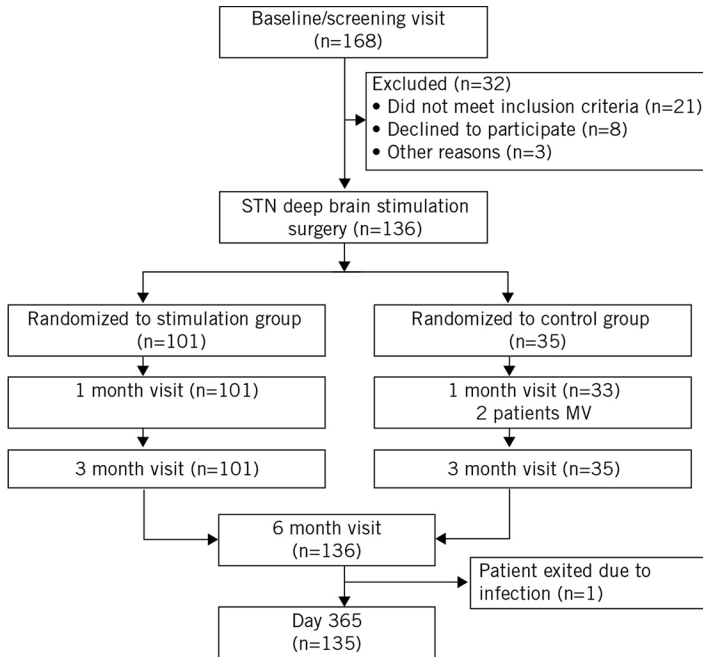 Baseline/screening visit
(n=168)
Excluded (n=32)
• Did not meet inclusion criteria (n=21)
• Declined to participate (n=8)
• Other reasons (n=3)
STN deep brain stimulation
surgery (n=136)
Randomized to stimulation group
(n=101)
Randomized to control group
(n=35)
1 month visit (n=101)
1 month visit (n=33)
2 patients MV
3 month visit (n=101)
3 month visit (n=35)
6 month visit
(n=136)
Patient exited due to
infection (n=1)
Day 365
(n=135)